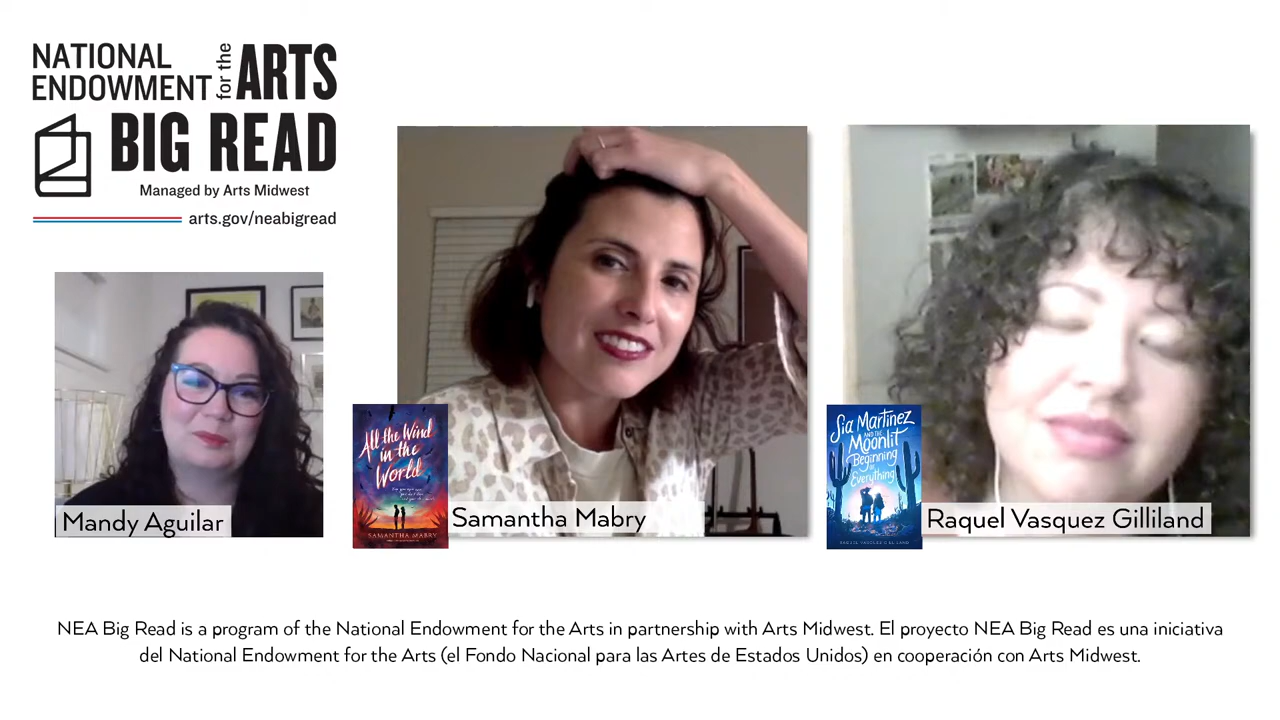 NATIONAL
ENDOWMENT for the ARTS
BIG READ
Managed by Arts Midwest
arts.gov/neabigread
Mandy Aguilar
All the Wind
in the
World
SAMANTHA MABRY
Samantha Mabry
Sia Martinez
AND THE
Moonlit
Beginning
OF
Everything
RAQUEL VASQUEZ GILLILAND
Raquel Vasquez Gilliland
NEA Big Read is a program of the National Endowment for the Arts in partnership with Arts Midwest. El proyecto NEA Big Read es una iniciativa
del National Endowment for the Arts (el Fondo Nacional para las Artes de Estados Unidos) en cooperación con Arts Midwest.